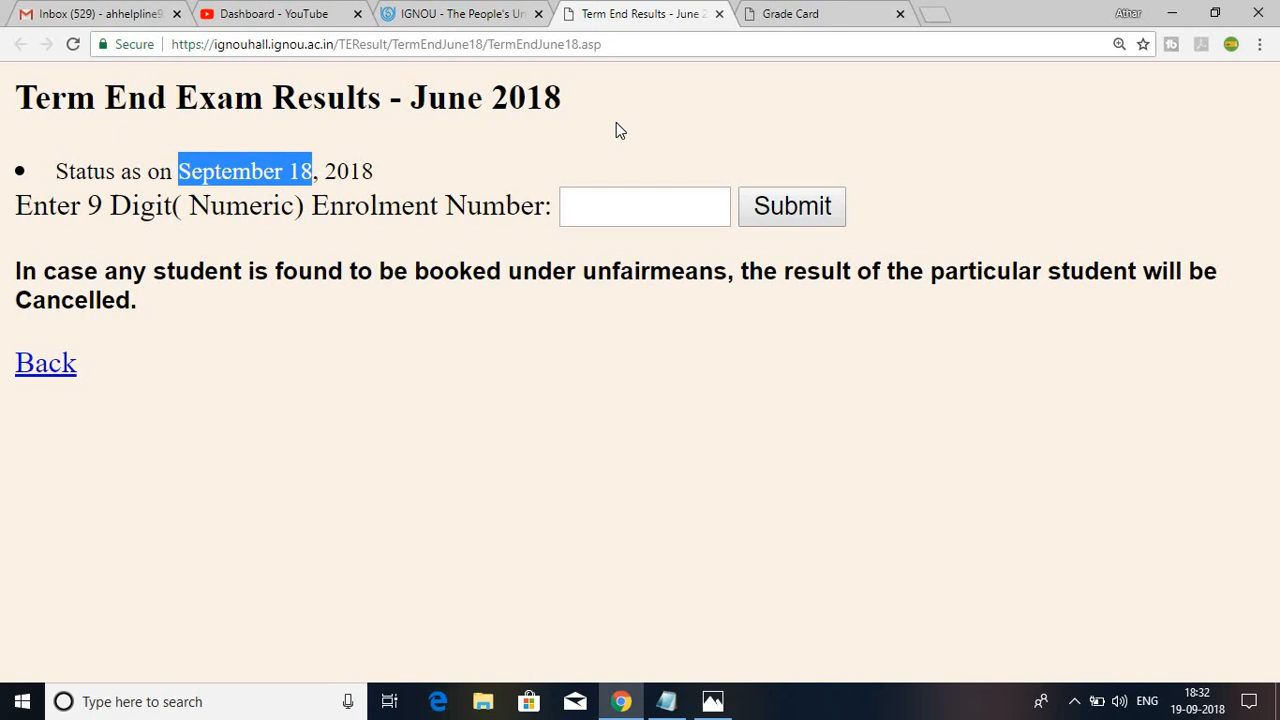 Inbox (529) - ahhelpline9
Dashboard - YouTube
IGNOU - The People's Un
Term End Results - June 2
Grade Card
Athar
Secure
https://ignouhall.ignou.ac.in/TEResult/TermEndJune18/TermEndJune18.asp
Term End Exam Results - June 2018
Status as on September 18, 2018
Enter 9 Digit( Numeric) Enrolment Number:
Submit
In case any student is found to be booked under unfairmeans, the result of the particular student will be
Cancelled.
Back
Type here to search
ENG
18:32
19-09-2018